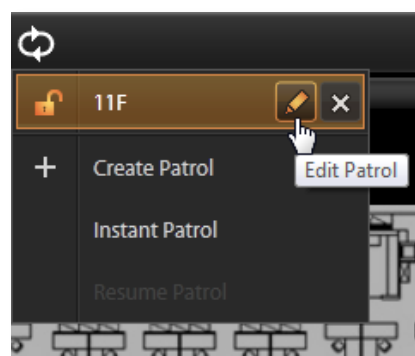 11F
Create Patrol
Edit Patrol
Instant Patrol
Resume Patrol